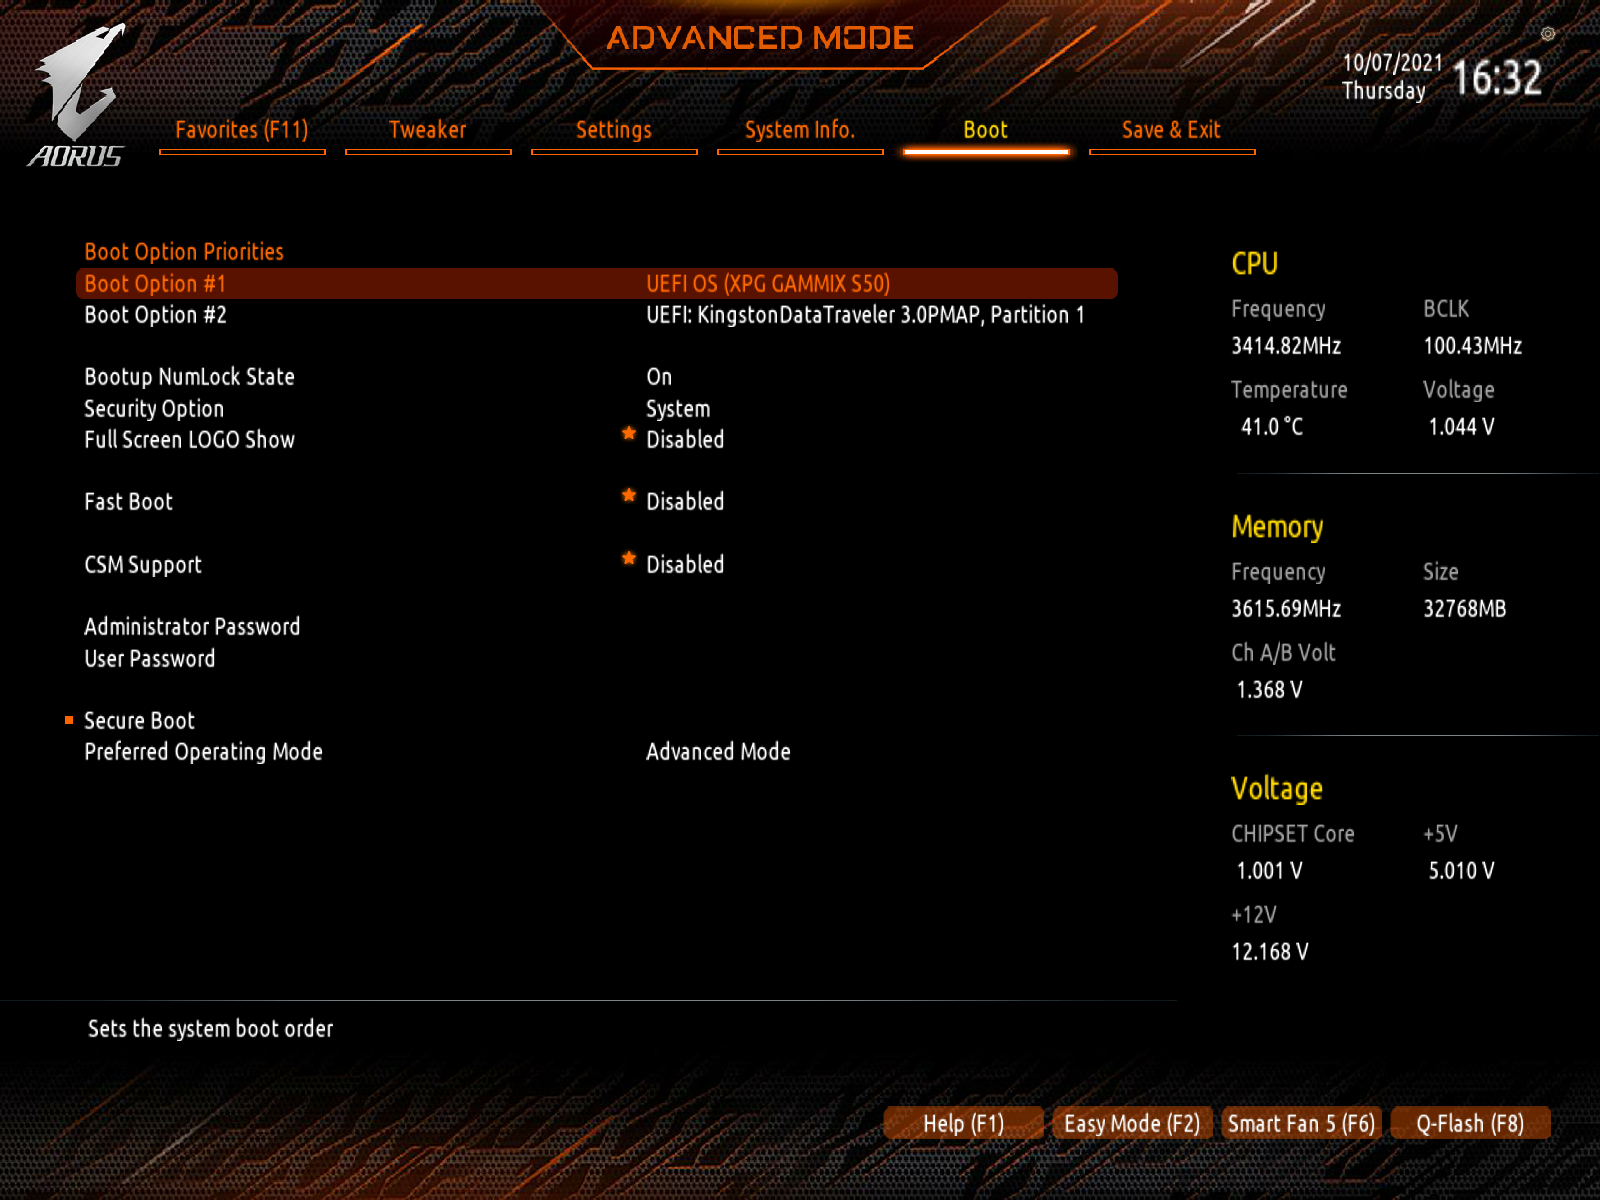 ADVANCED MODE
10/07/2021
Thursday
16:32
AORUS
Favorites (F11) Tweaker Settings System Info. Boot Save & Exit
Boot Option Priorities
Boot Option #1 UEFI OS (XPG GAMMIX S50)
Boot Option #2 UEFI: KingstonDataTraveler 3.0PMAP, Partition 1
Bootup NumLock State On
Security Option System
Full Screen LOGO Show Disabled
Fast Boot Disabled
CSM Support Disabled
Administrator Password
User Password
Secure Boot
Preferred Operating Mode Advanced Mode
CPU
Frequency BCLK
3414.82MHz 100.43MHz
Temperature Voltage
41.0 °C 1.044 V
Memory
Frequency Size
3615.69MHz 32768MB
Ch A/B Volt
1.368 V
Voltage
CHIPSET Core +5V
1.001 V 5.010 V
+12V
12.168 V
Sets the system boot order
Help (F1) Easy Mode (F2) Smart Fan 5 (F6) Q-Flash (F8)